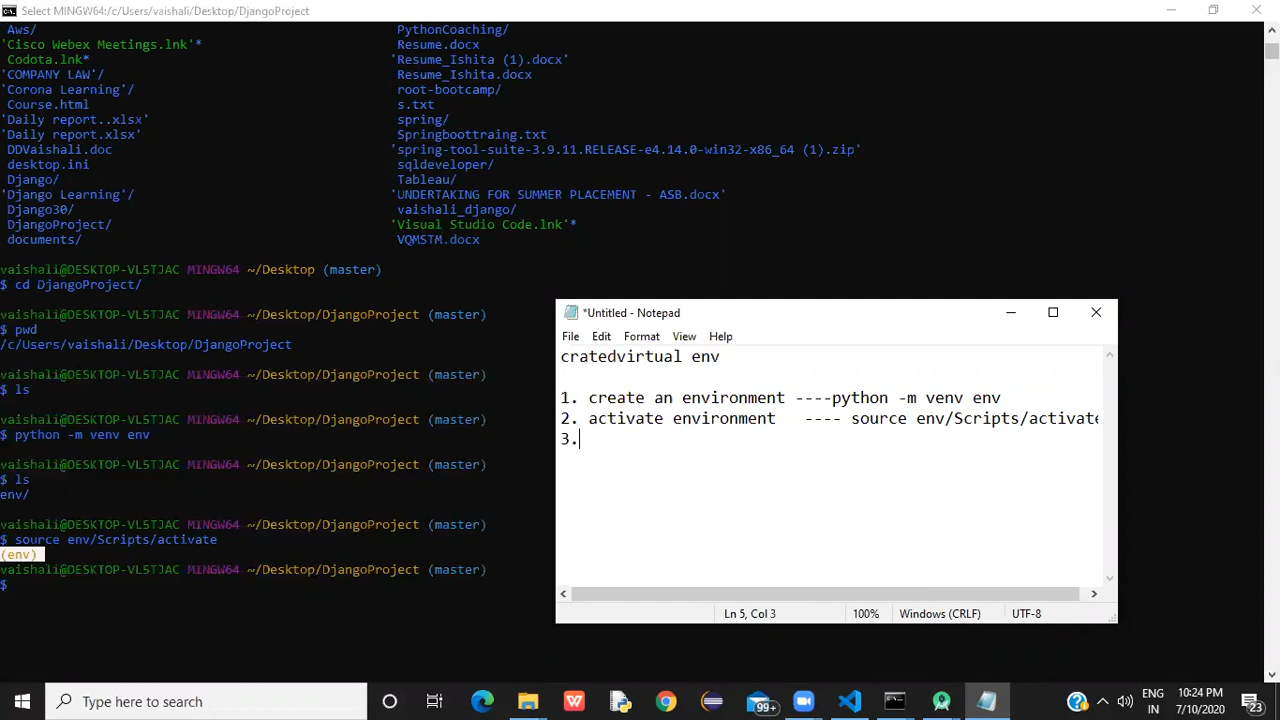 Select MINGW64:/c/Users/vaishali/Desktop/DjangoProject
Aws/ PythonCoaching/
'Cisco Webex Meetings.lnk'* Resume.docx
Codota.lnk* 'Resume_Ishita (1).docx'
'COMPANY LAW'/ Resume_Ishita.docx
'Corona Learning'/ root-bootcamp/
Course.html s.txt
'Daily report..xlsx' spring/
'Daily report.xlsx' Springboottraing.txt
DDVaishali.doc 'spring-tool-suite-3.9.11.RELEASE-e4.14.0-win32-x86_64 (1).zip'
desktop.ini sqldeveloper/
Django/ Tableau/
'Django Learning'/ 'UNDERTAKING FOR SUMMER PLACEMENT - ASB.docx'
Django30/ vaishali_django/
DjangoProject/ 'Visual Studio Code.lnk'*
documents/ VQMSTM.docx
vaishali@DESKTOP-VL5TJAC MINGW64 ~/Desktop (master)
$ cd DjangoProject/
vaishali@DESKTOP-VL5TJAC MINGW64 ~/Desktop/DjangoProject (master)
$ pwd
/c/Users/vaishali/Desktop/DjangoProject
vaishali@DESKTOP-VL5TJAC MINGW64 ~/Desktop/DjangoProject (master)
$ ls
vaishali@DESKTOP-VL5TJAC MINGW64 ~/Desktop/DjangoProject (master)
$ python -m venv env
vaishali@DESKTOP-VL5TJAC MINGW64 ~/Desktop/DjangoProject (master)
$ ls
env/
vaishali@DESKTOP-VL5TJAC MINGW64 ~/Desktop/DjangoProject (master)
$ source env/Scripts/activate
(env)
vaishali@DESKTOP-VL5TJAC MINGW64 ~/Desktop/DjangoProject (master)
$
*Untitled - Notepad
File Edit Format View Help
cratedvirtual env
1. create an environment ----python -m venv env
2. activate environment ---- source env/Scripts/activate
3.
Ln 5, Col 3 100% Windows (CRLF) UTF-8
Type here to search
99+
ENG
IN
10:24 PM
7/10/2020
23